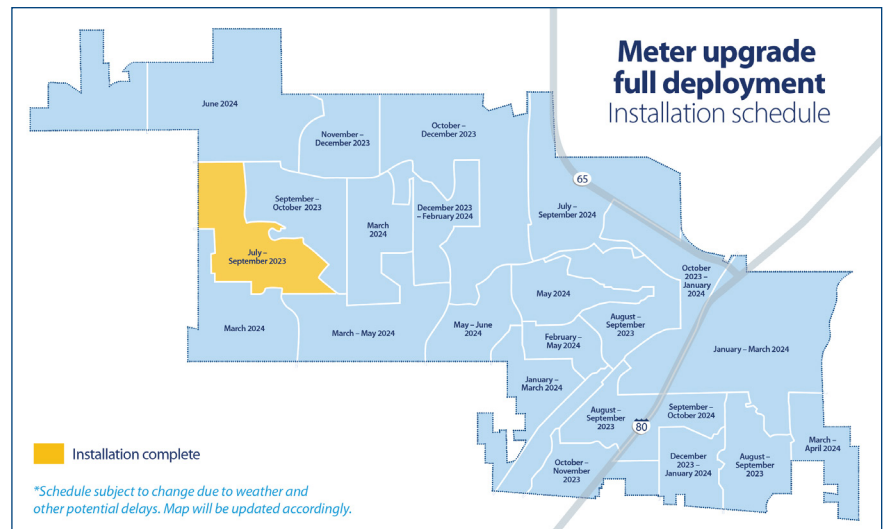 Meter upgrade
full deployment
Installation schedule
June 2024
November –
December 2023
October –
December 2023
65
September –
October 2023
March
2024
December 2023
– February 2024
July –
September 2024
July –
September 2023
October
2023 –
January
2024
May 2024
March 2024
March – May 2024
May – June
2024
August –
September
2023
February –
May 2024
January – March 2024
January –
March 2024
August –
September
2023
September –
October 2024
80
March –
April 2024
October –
November
2023
December
2023 –
January 2024
August –
September
2023
Installation complete
*Schedule subject to change due to weather and
other potential delays. Map will be updated accordingly.